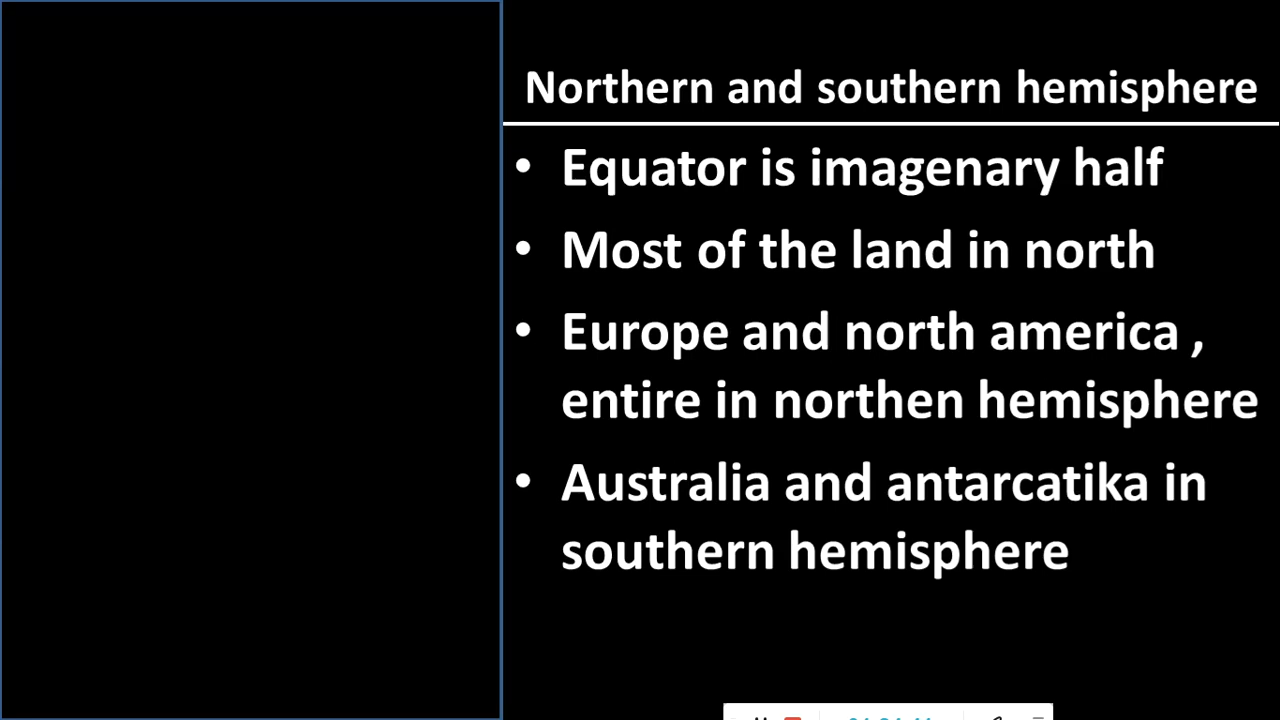 Northern and southern hemisphere
• Equator is imagenary half
• Most of the land in north
• Europe and north america ,
entire in northen hemisphere
• Australia and antarcatika in
southern hemisphere